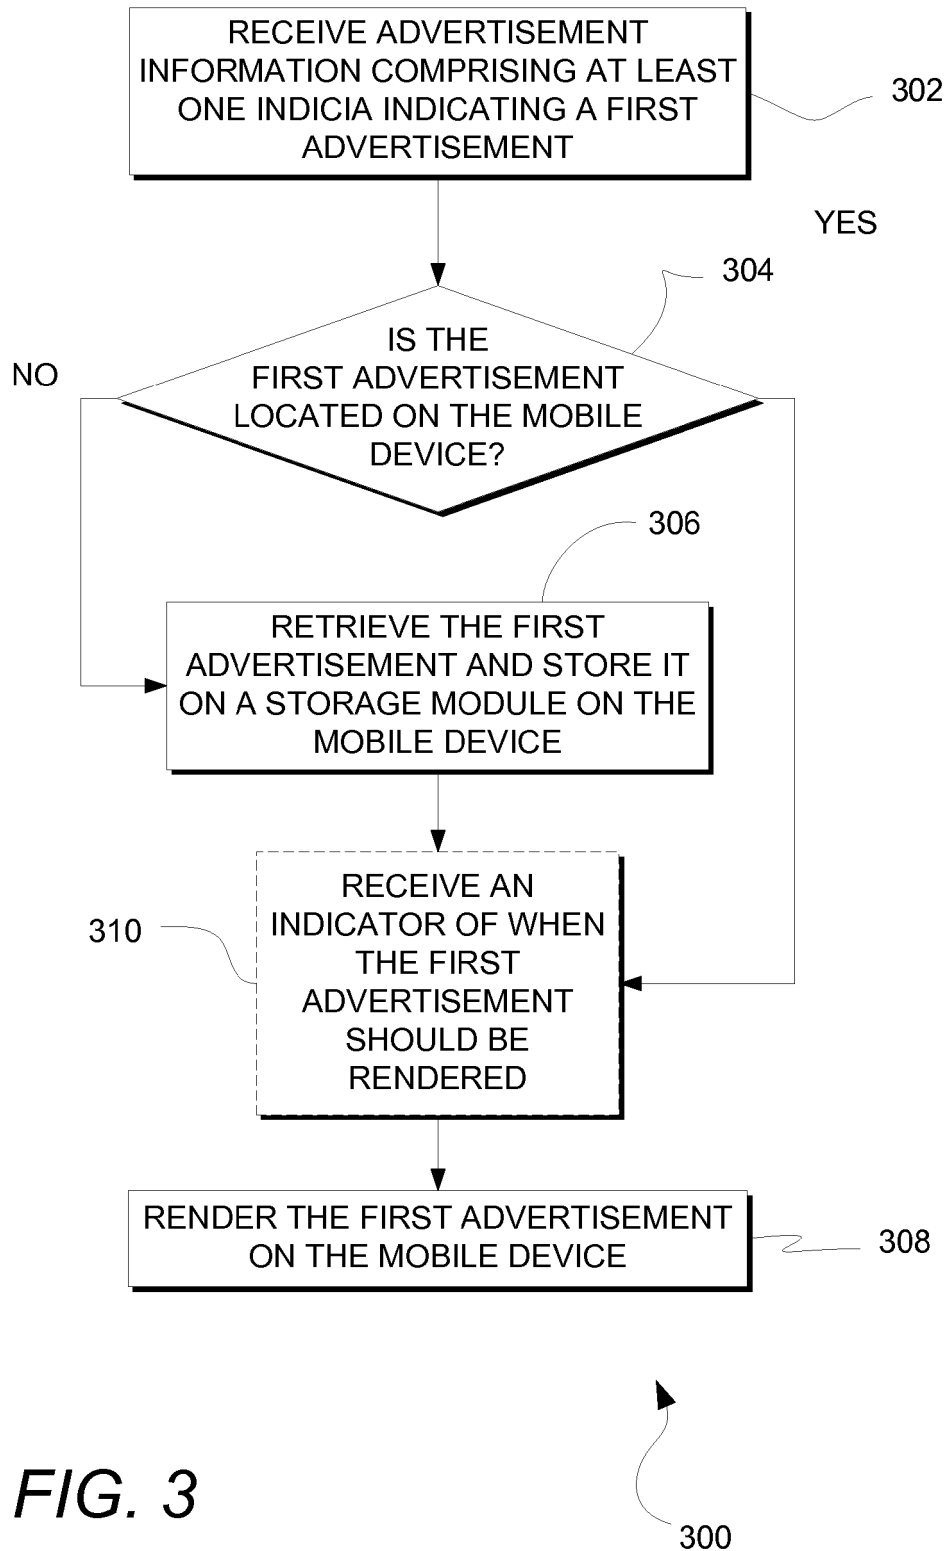 RECEIVE ADVERTISEMENT
INFORMATION COMPRISING AT LEAST
ONE INDICIA INDICATING A FIRST
ADVERTISEMENT
302
YES
304
IS THE
FIRST ADVERTISEMENT
LOCATED ON THE MOBILE
DEVICE?
NO
306
RETRIEVE THE FIRST
ADVERTISEMENT AND STORE IT
ON A STORAGE MODULE ON THE
MOBILE DEVICE
310
RECEIVE AN
INDICATOR OF WHEN
THE FIRST
ADVERTISEMENT
SHOULD BE
RENDERED
RENDER THE FIRST ADVERTISEMENT
ON THE MOBILE DEVICE
308
FIG. 3
300